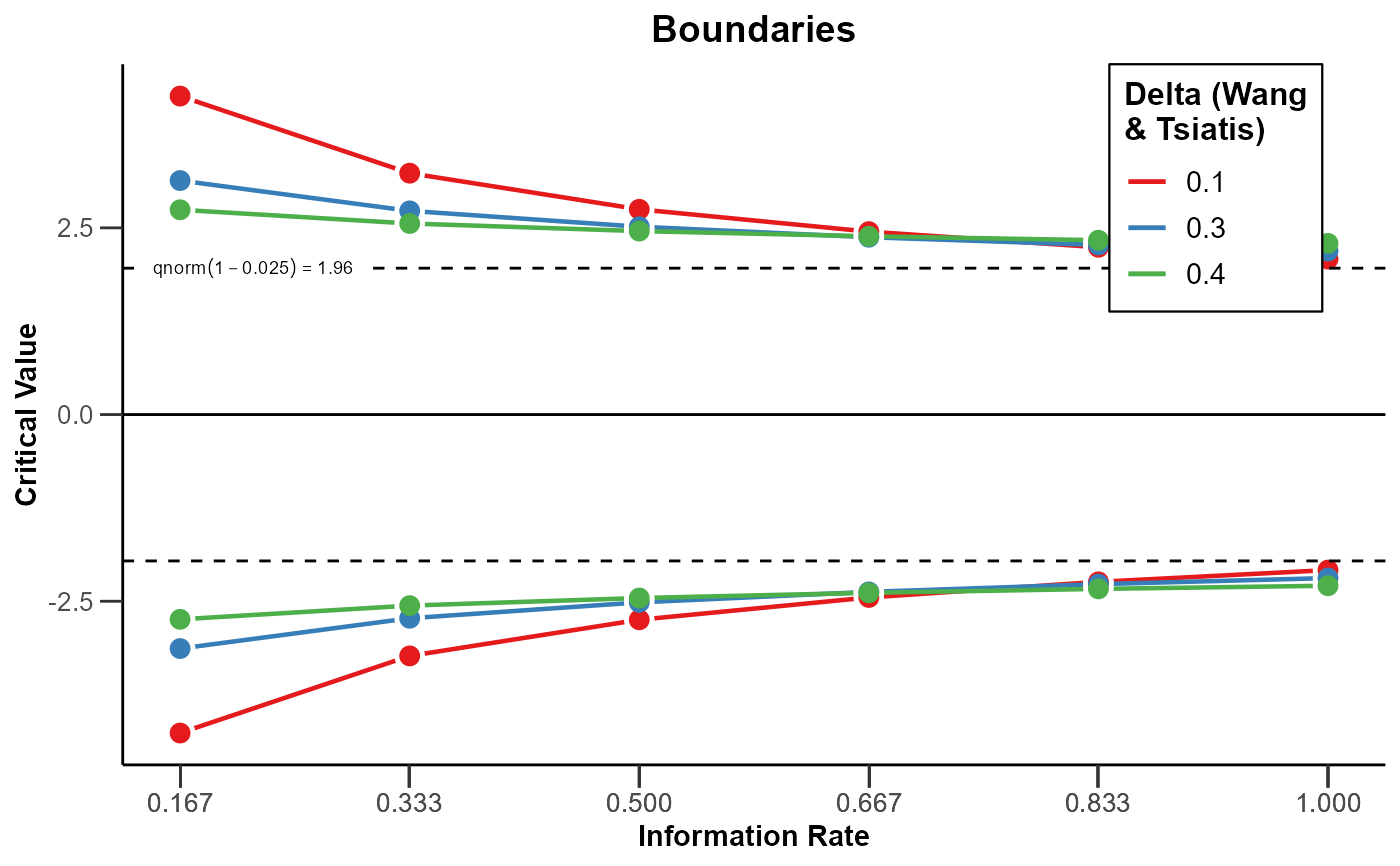 Boundaries
Delta (Wang
& Tsiatis)
0.1
0.3
0.4
2.5
qnorm(1 − 0.025) = 1.96
0.0
-2.5
Critical Value
0.167 0.333 0.500 0.667 0.833 1.000
Information Rate